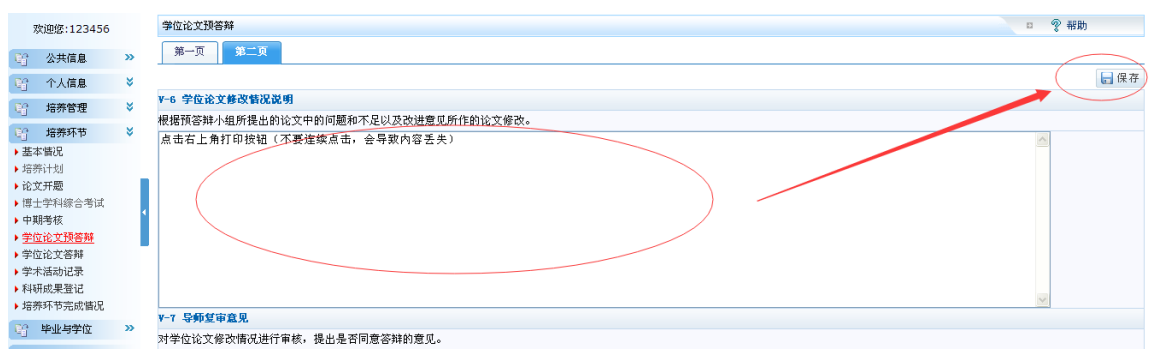 欢迎您:123456
公共信息
个人信息
培养管理
培养环节
基本情况
培养计划
论文开题
博士学科综合考试
中期考核
学位论文预答辩
学位论文答辩
学术活动记录
科研成果登记
培养环节完成情况
毕业与学位
学位论文预答辩
帮助
第一页 第二页
保存
V-6 学位论文修改情况说明
根据预答辩小组所提出的论文中的问题和不足以及改进意见所作的论文修改。
点击右上角打印按钮（不要连续点击，会导致内容丢失）
V-7 导师复审意见
对学位论文修改情况进行审核，提出是否同意答辩的意见。